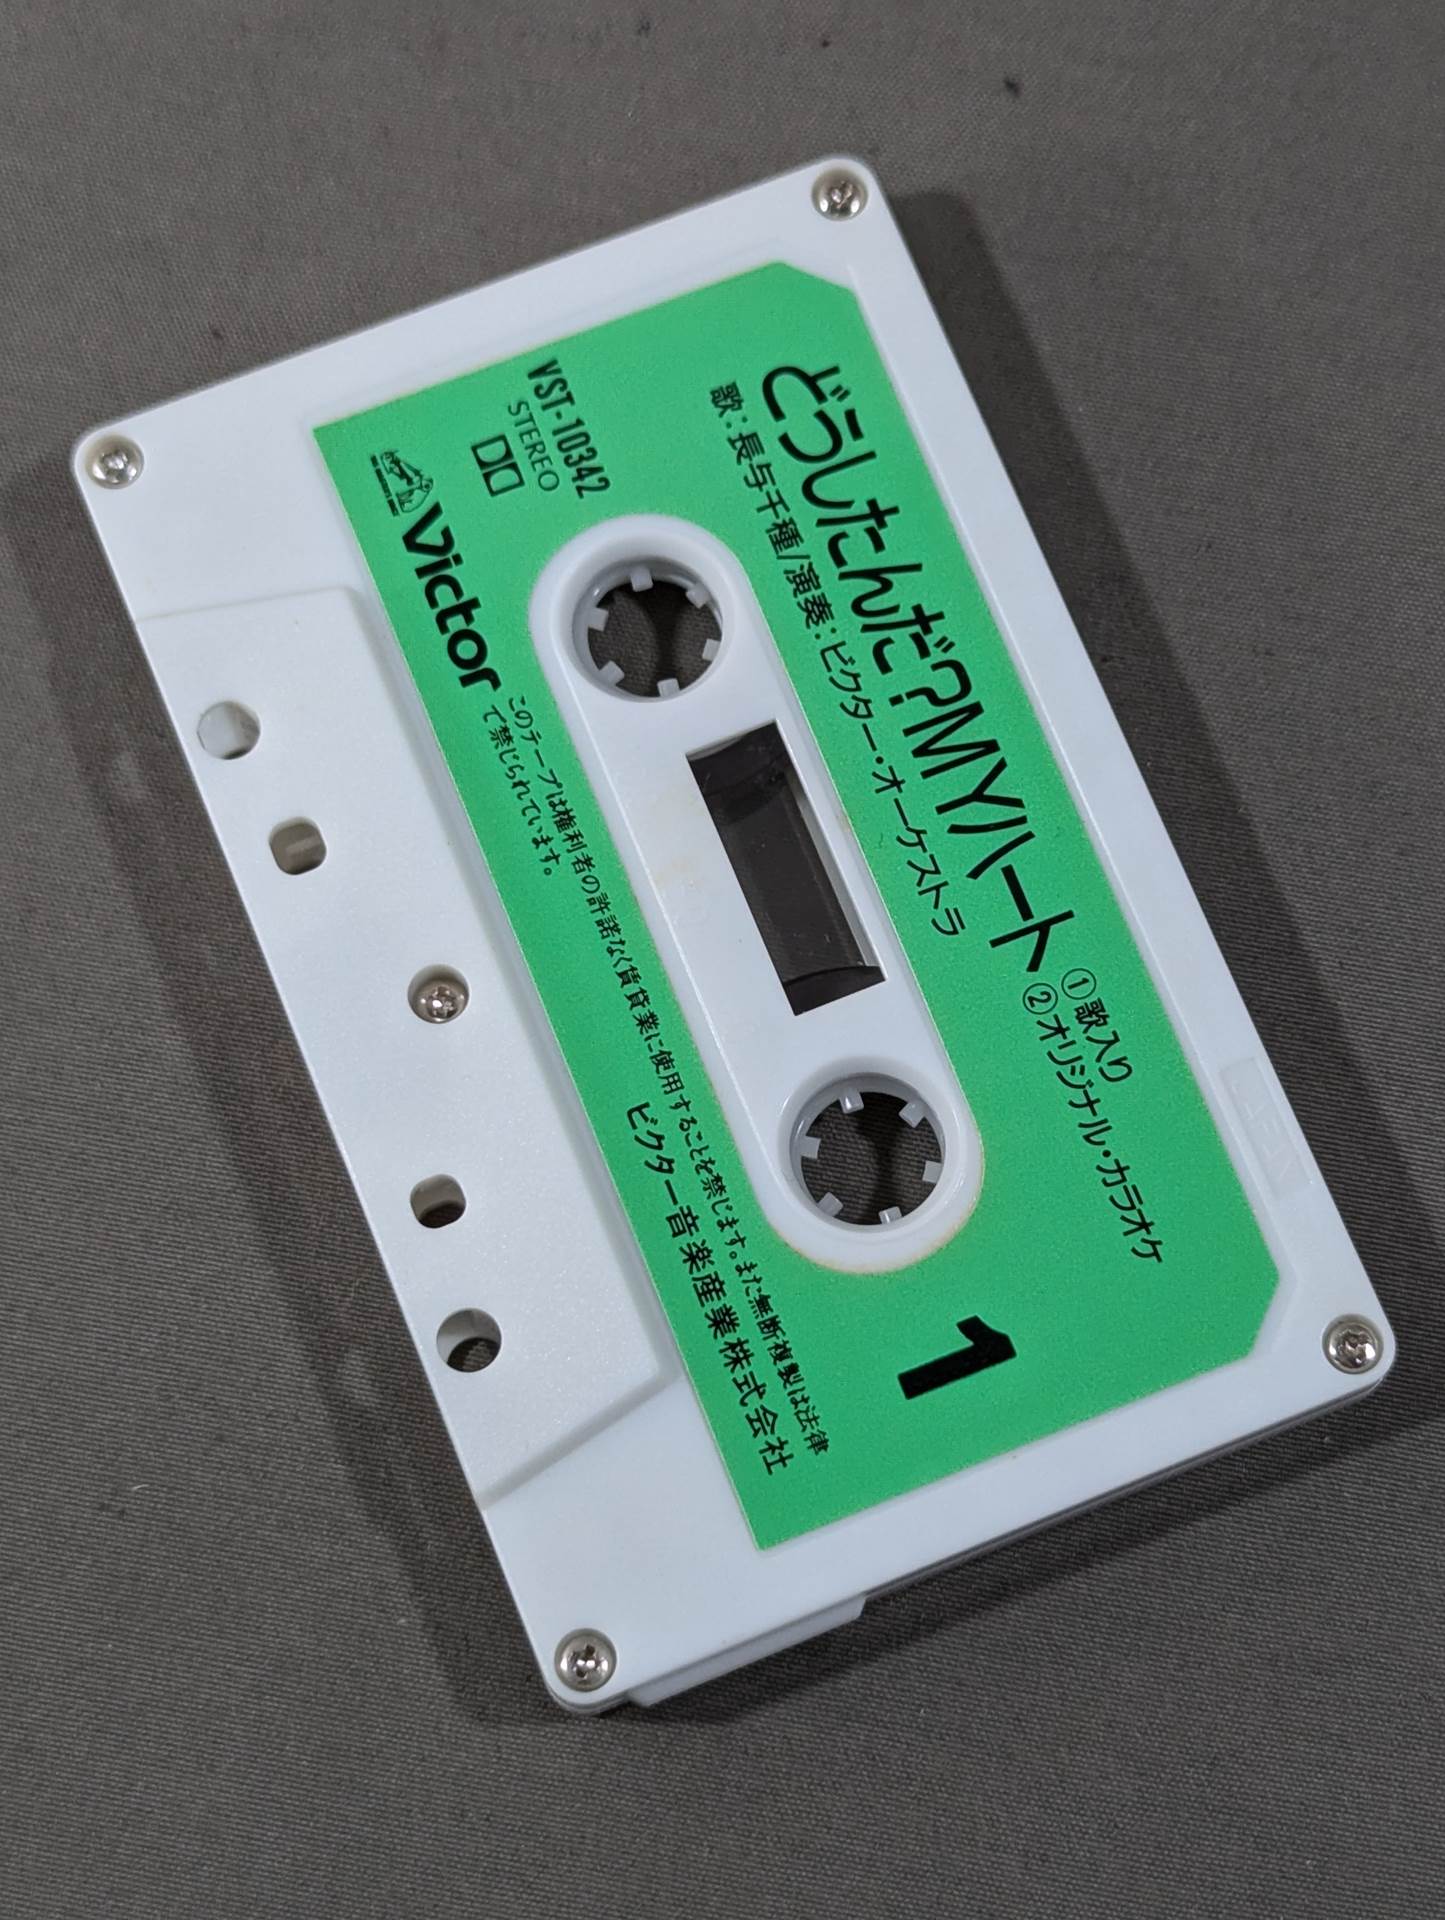 どうしたんだ?MYハート
①歌入り
②オリジナル・カラオケ
歌:長与千種/演奏:ビクター・オーケストラ
VST-10342
STEREO
1
Victor
このテープは権利者の許諾なく賃貸業に使用することを禁じます。また無断複製は法律
で禁じられています。
ビクター音楽産業株式会社